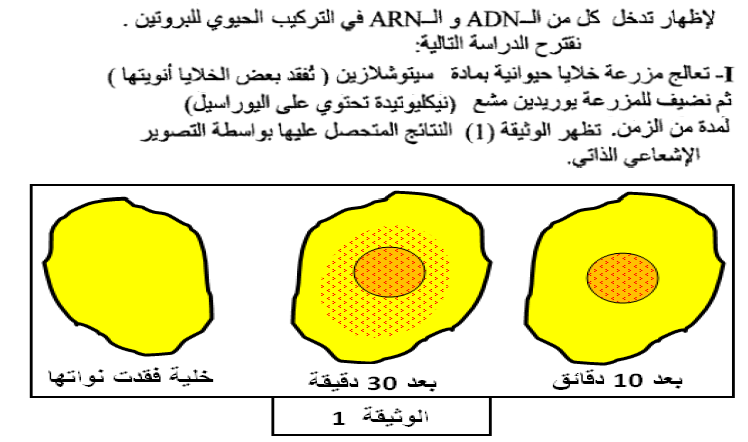 لإظهار تدخل كل من الـADN و الـARN في التركيب الحيوي للبروتين .
نقترح الدراسة التالية:
I- تعالج مزرعة خلايا حيوانية بمادة سيتوشلازين ( تُفقد بعض الخلايا أنويتها )
ثم نضيف للمزرعة يوريدين مشع (نيكليوتيدة تحتوي على اليوراسيل)
لمدة من الزمن. تظهر الوثيقة (1) النتائج المتحصل عليها بواسطة التصوير
الإشعاعي الذاتي.
بعد 10 دقائق
بعد 30 دقيقة
خلية فقدت نواتها
الوثيقة 1